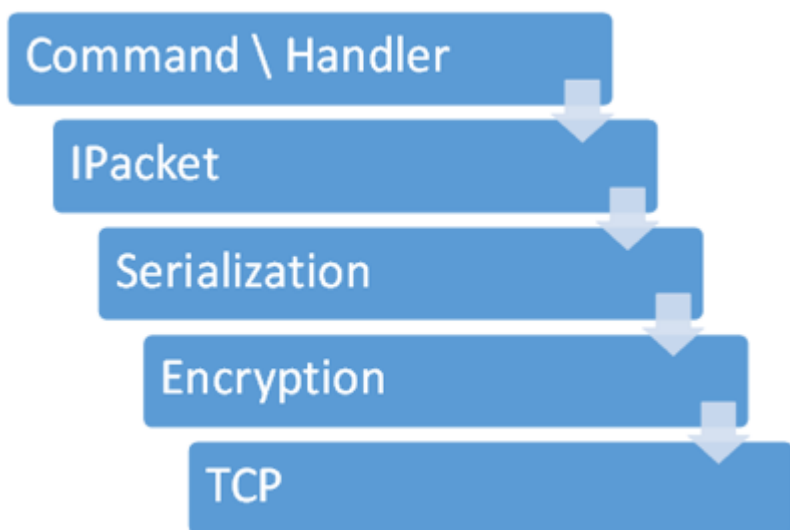 Command \ Handler
IPacket
Serialization
Encryption
TCP